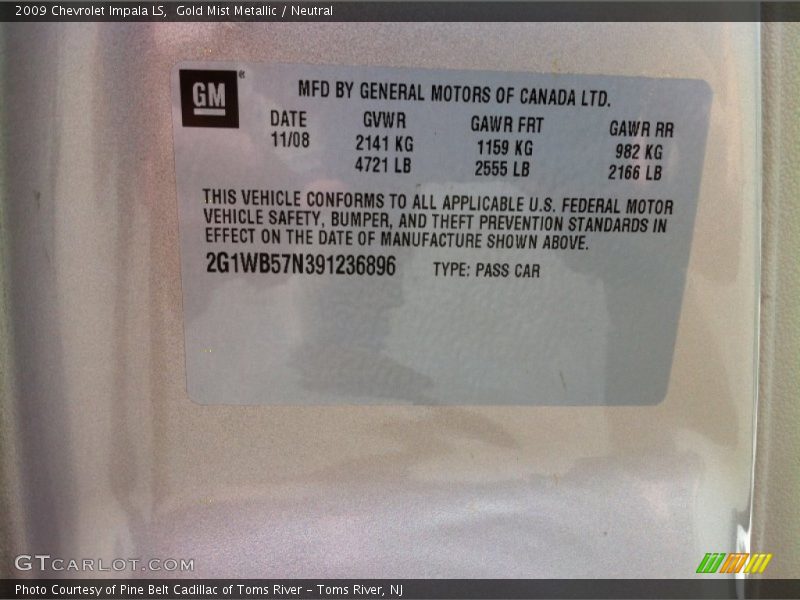 2009 Chevrolet Impala LS,  Gold Mist Metallic / Neutral
GM®
MFD BY GENERAL MOTORS OF CANADA LTD.
DATE GVWR GAWR FRT GAWR RR
11/08 2141 KG 1159 KG 982 KG
4721 LB 2555 LB 2166 LB
THIS VEHICLE CONFORMS TO ALL APPLICABLE U.S. FEDERAL MOTOR
VEHICLE SAFETY, BUMPER, AND THEFT PREVENTION STANDARDS IN
EFFECT ON THE DATE OF MANUFACTURE SHOWN ABOVE.
2G1WB57N391236896 TYPE: PASS CAR
GTCARLOT.COM
Photo Courtesy of Pine Belt Cadillac of Toms River – Toms River, NJ